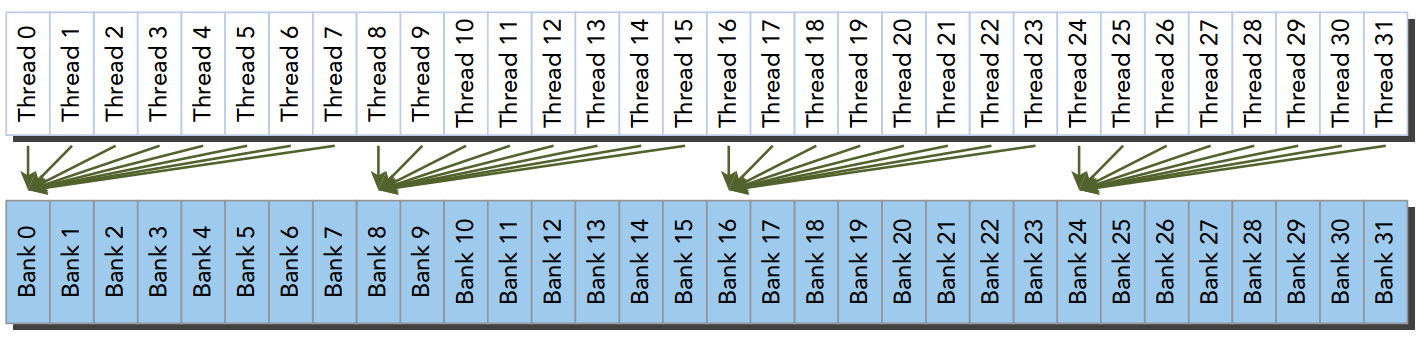 Thread 0
Thread 1
Thread 2
Thread 3
Thread 4
Thread 5
Thread 6
Thread 7
Thread 8
Thread 9
Thread 10
Thread 11
Thread 12
Thread 13
Thread 14
Thread 15
Thread 16
Thread 17
Thread 18
Thread 19
Thread 20
Thread 21
Thread 22
Thread 23
Thread 24
Thread 25
Thread 26
Thread 27
Thread 28
Thread 29
Thread 30
Thread 31
Bank 0
Bank 1
Bank 2
Bank 3
Bank 4
Bank 5
Bank 6
Bank 7
Bank 8
Bank 9
Bank 10
Bank 11
Bank 12
Bank 13
Bank 14
Bank 15
Bank 16
Bank 17
Bank 18
Bank 19
Bank 20
Bank 21
Bank 22
Bank 23
Bank 24
Bank 25
Bank 26
Bank 27
Bank 28
Bank 29
Bank 30
Bank 31